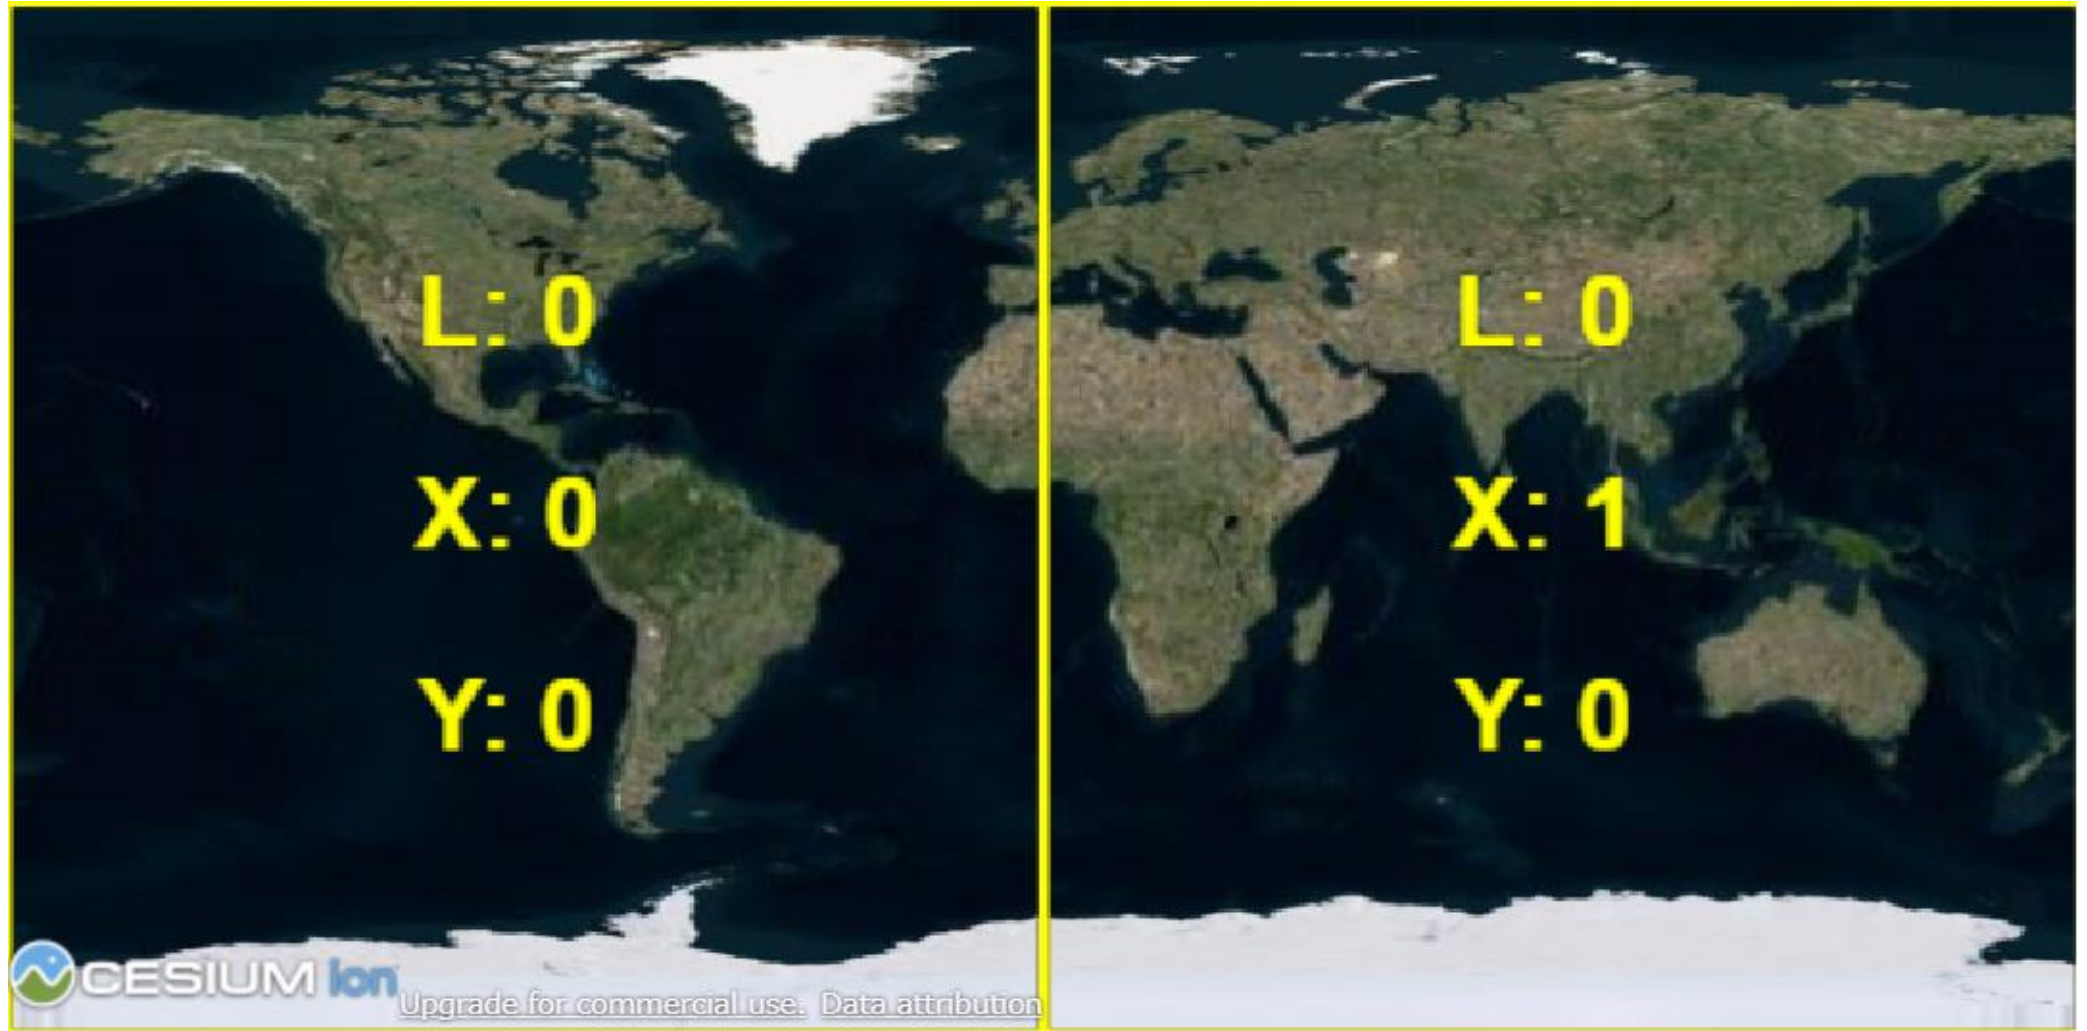 L: 0
X: 0
Y: 0
L: 0
X: 1
Y: 0
CESIUM ion
Upgrade for commercial use. Data attribution